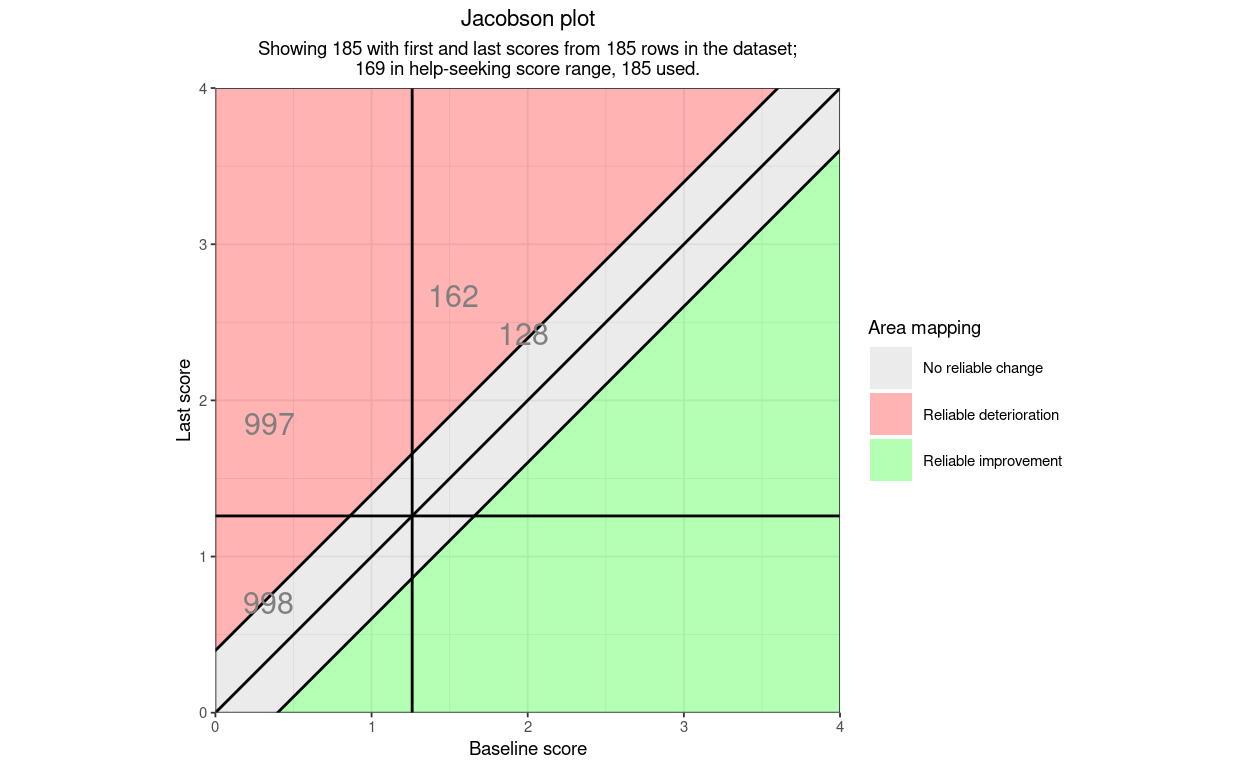 Jacobson plot
Showing 185 with first and last scores from 185 rows in the dataset;
169 in help-seeking score range, 185 used.
4
3
2
1
0
Last score
162
128
997
998
0
1
2
3
4
Baseline score
Area mapping
No reliable change
Reliable deterioration
Reliable improvement